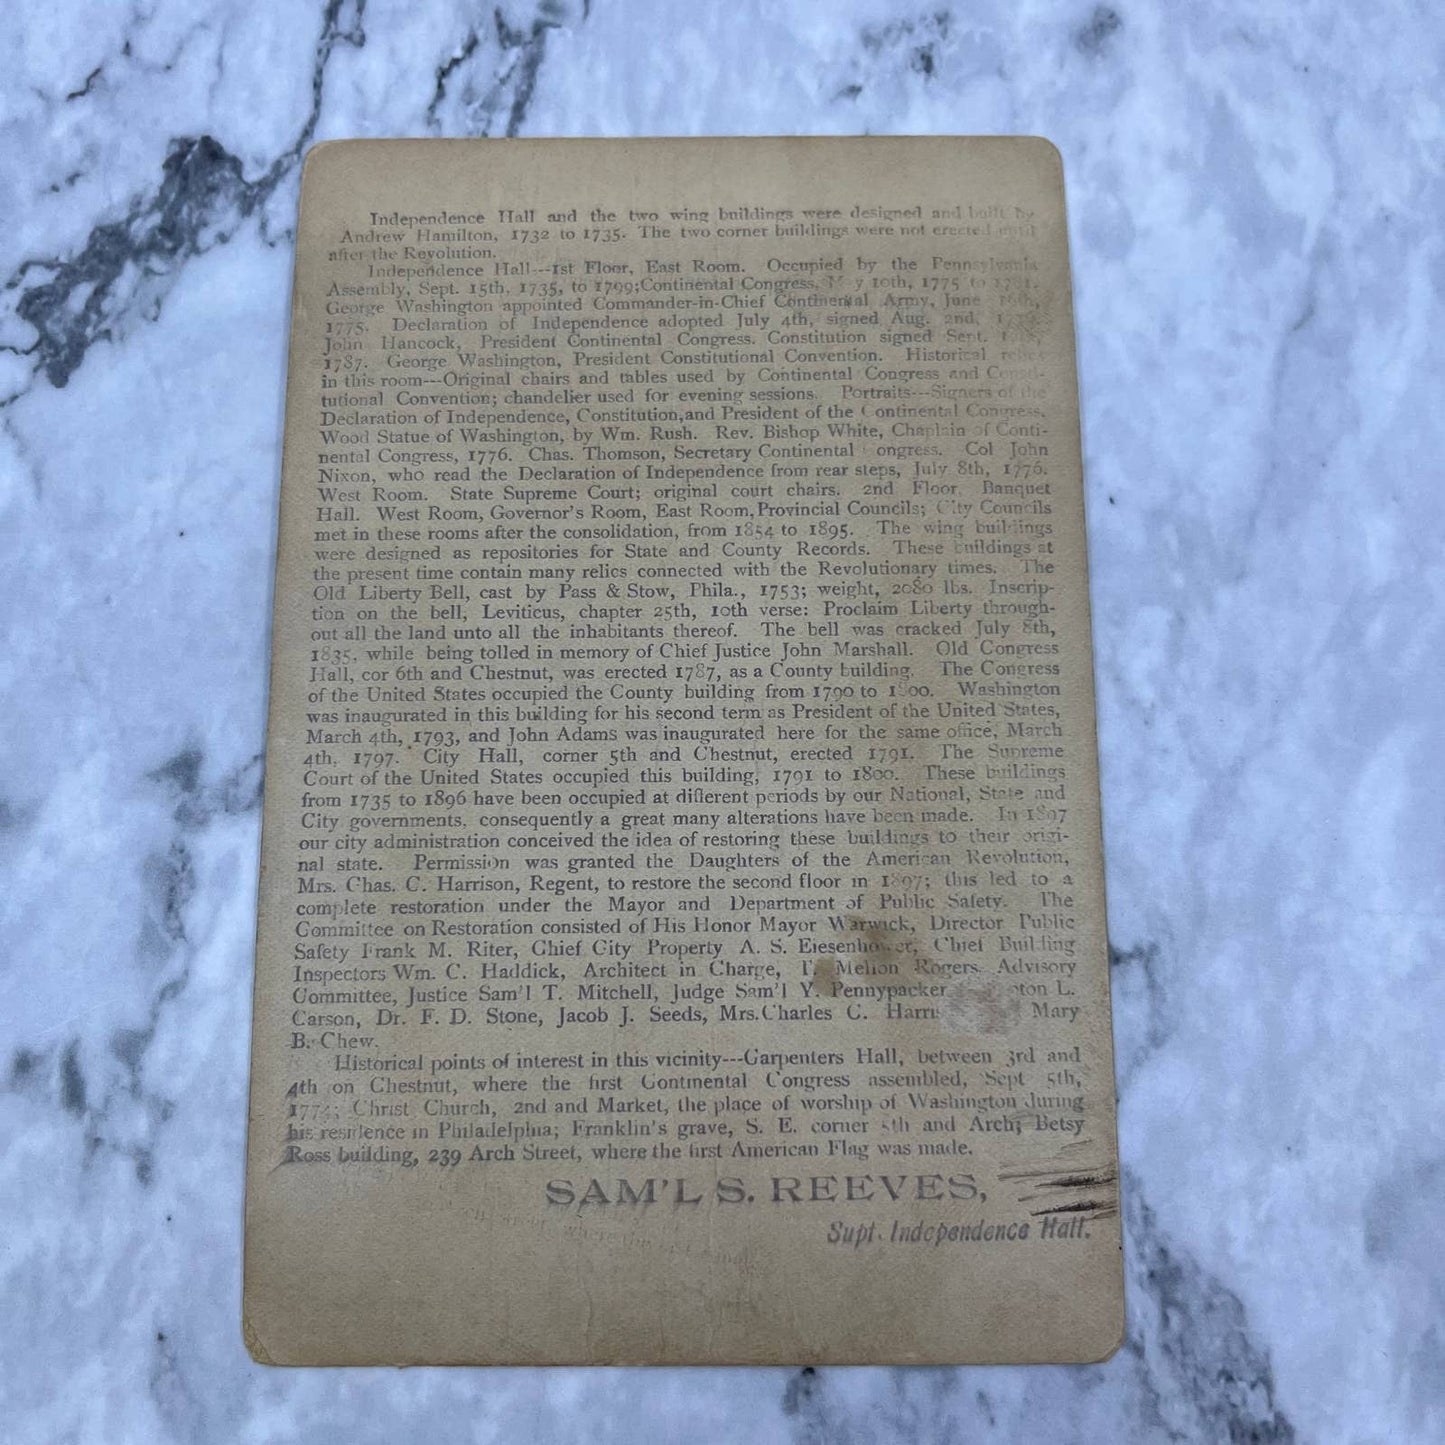 Independence Hall and the two wing buildings were designed and built by
Andrew Hamilton, 1732 to 1735. The two corner buildings were not erected until
after the Revolution.
Independence Hall---1st Floor, East Room. Occupied by the Pennsylvania
Assembly, Sept. 15th, 1735, to 1799;Continental Congress, May 10th, 1775 to 1781.
George Washington appointed Commander-in-Chief Continental Army, June 16th,
1775. Declaration of Independence adopted July 4th, signed Aug. 2nd, 1776.
John Hancock, President Continental Congress. Constitution signed Sept.
1787. George Washington, President Constitutional Convention. Historical relics
in this room---Original chairs and tables used by Continental Congress and Consti-
tutional Convention; chandelier used for evening sessions. Portraits---Signers of the
Declaration of Independence, Constitution,and President of the Continental Congress.
Wood Statue of Washington, by Wm. Rush. Rev. Bishop White, Chaplain of Conti-
nental Congress, 1776. Chas. Thomson, Secretary Continental ongress. Col John
Nixon, who read the Declaration of Independence from rear steps, July 8th, 1776.
West Room. State Supreme Court; original court chairs. 2nd Floor, Banquet
Hall. West Room, Governor's Room, East Room,Provincial Councils; City Councils
met in these rooms after the consolidation, from 1854 to 1895. The wing buildings
were designed as repositories for State and County Records. These buildings at
the present time contain many relics connected with the Revolutionary times. The
Old Liberty Bell, cast by Pass & Stow, Phila., 1753; weight, 2080 lbs. Inscrip-
tion on the bell, Leviticus, chapter 25th, 10th verse: Proclaim Liberty through-
out all the land unto all the inhabitants thereof. The bell was cracked July 8th,
1835, while being tolled in memory of Chief Justice John Marshall. Old Congress
Hall, cor 6th and Chestnut, was erected 1787, as a County building. The Congress
of the United States occupied the County building from 1790 to 1800. Washington
was inaugurated in this building for his second term as President of the United States,
March 4th, 1793, and John Adams was inaugurated here for the same office, March
4th, 1797. City Hall, corner 5th and Chestnut, erected 1791. The Supreme
Court of the United States occupied this building, 1791 to 1800. These buildings
from 1735 to 1896 have been occupied at different periods by our National, State and
City governments, consequently a great many alterations have been made. In 1897
our city administration conceived the idea of restoring these buildings to their origi-
nal state. Permission was granted the Daughters of the American Revolution,
Mrs. Chas. C. Harrison, Regent, to restore the second floor in 1897; this led to a
complete restoration under the Mayor and Department of Public Safety. The
Committee on Restoration consisted of His Honor Mayor Warwick, Director Public
Safety Frank M. Riter, Chief City Property A. S. Eiesenhower, Chief Building
Inspectors Wm. C. Haddick, Architect in Charge, T. Mellon Rogers. Advisory
Committee, Justice Sam'l T. Mitchell, Judge Sam'l Y. Pennypacker L.
Carson, Dr. F. D. Stone, Jacob J. Seeds, Mrs.Charles C. Mary
B. Chew.
Historical points of interest in this vicinity---Carpenters Hall, between 3rd and
4th on Chestnut, where the first Continental Congress assembled, Sept 5th,
1774; Christ Church, 2nd and Market, the place of worship of Washington during
his residence in Philadelphia; Franklin's grave, S. E. corner 5th and Arch; Betsy
Ross building, 239 Arch Street, where the first American Flag was made.
SAM'L S. REEVES,
Supt. Independence Hall.